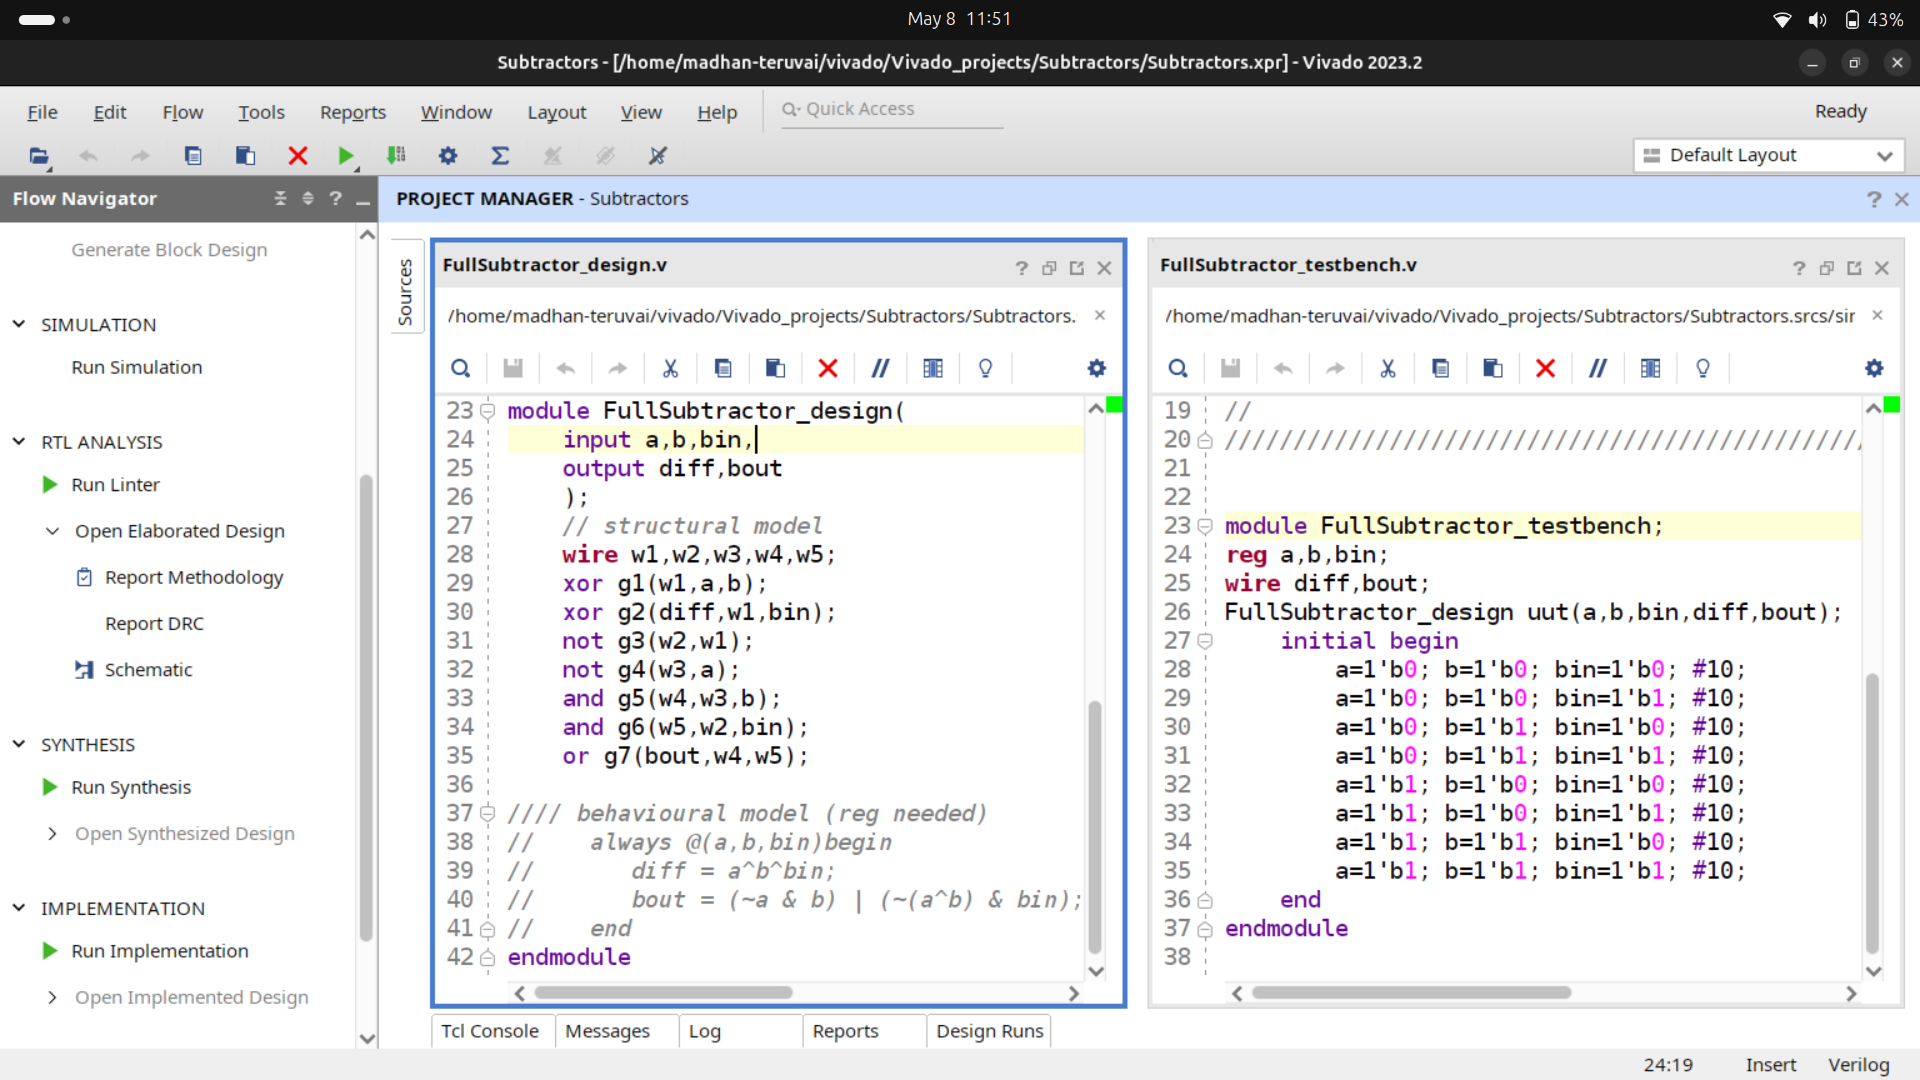 May 8 11:51
43%
Subtractors - [/home/madhan-teruvai/vivado/Vivado_projects/Subtractors/Subtractors.xpr] - Vivado 2023.2
File Edit Flow Tools Reports Window Layout View Help Quick Access Ready
Default Layout
Flow Navigator
PROJECT MANAGER - Subtractors
Generate Block Design
SIMULATION
Run Simulation
RTL ANALYSIS
Run Linter
Open Elaborated Design
Report Methodology
Report DRC
Schematic
SYNTHESIS
Run Synthesis
Open Synthesized Design
IMPLEMENTATION
Run Implementation
Open Implemented Design
Sources
FullSubtractor_design.v
/home/madhan-teruvai/vivado/Vivado_projects/Subtractors/Subtractors.
23 module FullSubtractor_design(
24 input a,b,bin,
25 output diff,bout
26 );
27 // structural model
28 wire w1,w2,w3,w4,w5;
29 xor g1(w1,a,b);
30 xor g2(diff,w1,bin);
31 not g3(w2,w1);
32 not g4(w3,a);
33 and g5(w4,w3,b);
34 and g6(w5,w2,bin);
35 or g7(bout,w4,w5);
36
37 //// behavioural model (reg needed)
38 // always @(a,b,bin)begin
39 // diff = a^b^bin;
40 // bout = (~a & b) | (~(a^b) & bin);
41 // end
42 endmodule
FullSubtractor_testbench.v
/home/madhan-teruvai/vivado/Vivado_projects/Subtractors/Subtractors.srcs/sir
19 //
20 //////////////////////////////////////////////
21
22
23 module FullSubtractor_testbench;
24 reg a,b,bin;
25 wire diff,bout;
26 FullSubtractor_design uut(a,b,bin,diff,bout);
27 initial begin
28 a=1'b0; b=1'b0; bin=1'b0; #10;
29 a=1'b0; b=1'b0; bin=1'b1; #10;
30 a=1'b0; b=1'b1; bin=1'b0; #10;
31 a=1'b0; b=1'b1; bin=1'b1; #10;
32 a=1'b1; b=1'b0; bin=1'b0; #10;
33 a=1'b1; b=1'b0; bin=1'b1; #10;
34 a=1'b1; b=1'b1; bin=1'b0; #10;
35 a=1'b1; b=1'b1; bin=1'b1; #10;
36 end
37 endmodule
38
Tcl Console Messages Log Reports Design Runs
24:19 Insert Verilog